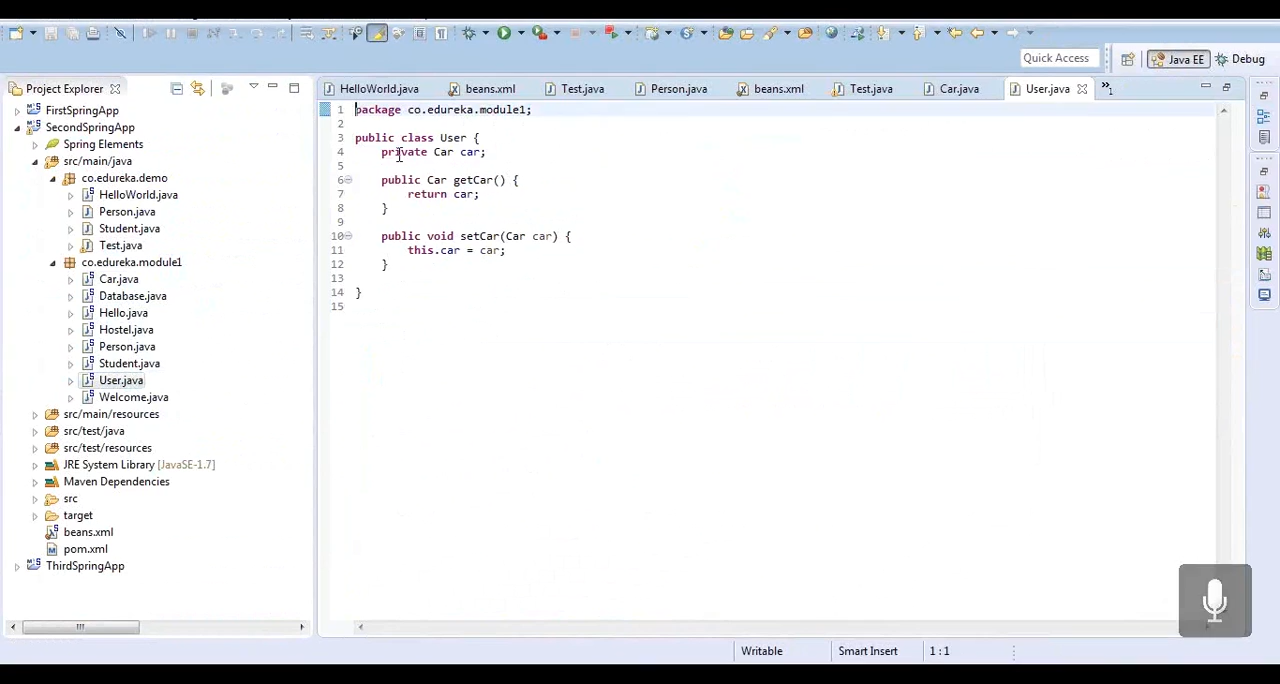 Quick Access
Java EE
Debug
Project Explorer
HelloWorld.java
beans.xml
Test.java
Person.java
beans.xml
Test.java
Car.java
User.java
»1
FirstSpringApp
SecondSpringApp
Spring Elements
src/main/java
co.edureka.demo
HelloWorld.java
Person.java
Student.java
Test.java
co.edureka.module1
Car.java
Database.java
Hello.java
Hostel.java
Person.java
Student.java
User.java
Welcome.java
src/main/resources
src/test/java
src/test/resources
JRE System Library [JavaSE-1.7]
Maven Dependencies
src
target
beans.xml
pom.xml
ThirdSpringApp
1 package co.edureka.module1;
2
3 public class User {
4 private Car car;
5
6 public Car getCar() {
7 return car;
8 }
9
10 public void setCar(Car car) {
11 this.car = car;
12 }
13
14 }
15
Writable
Smart Insert
1 : 1